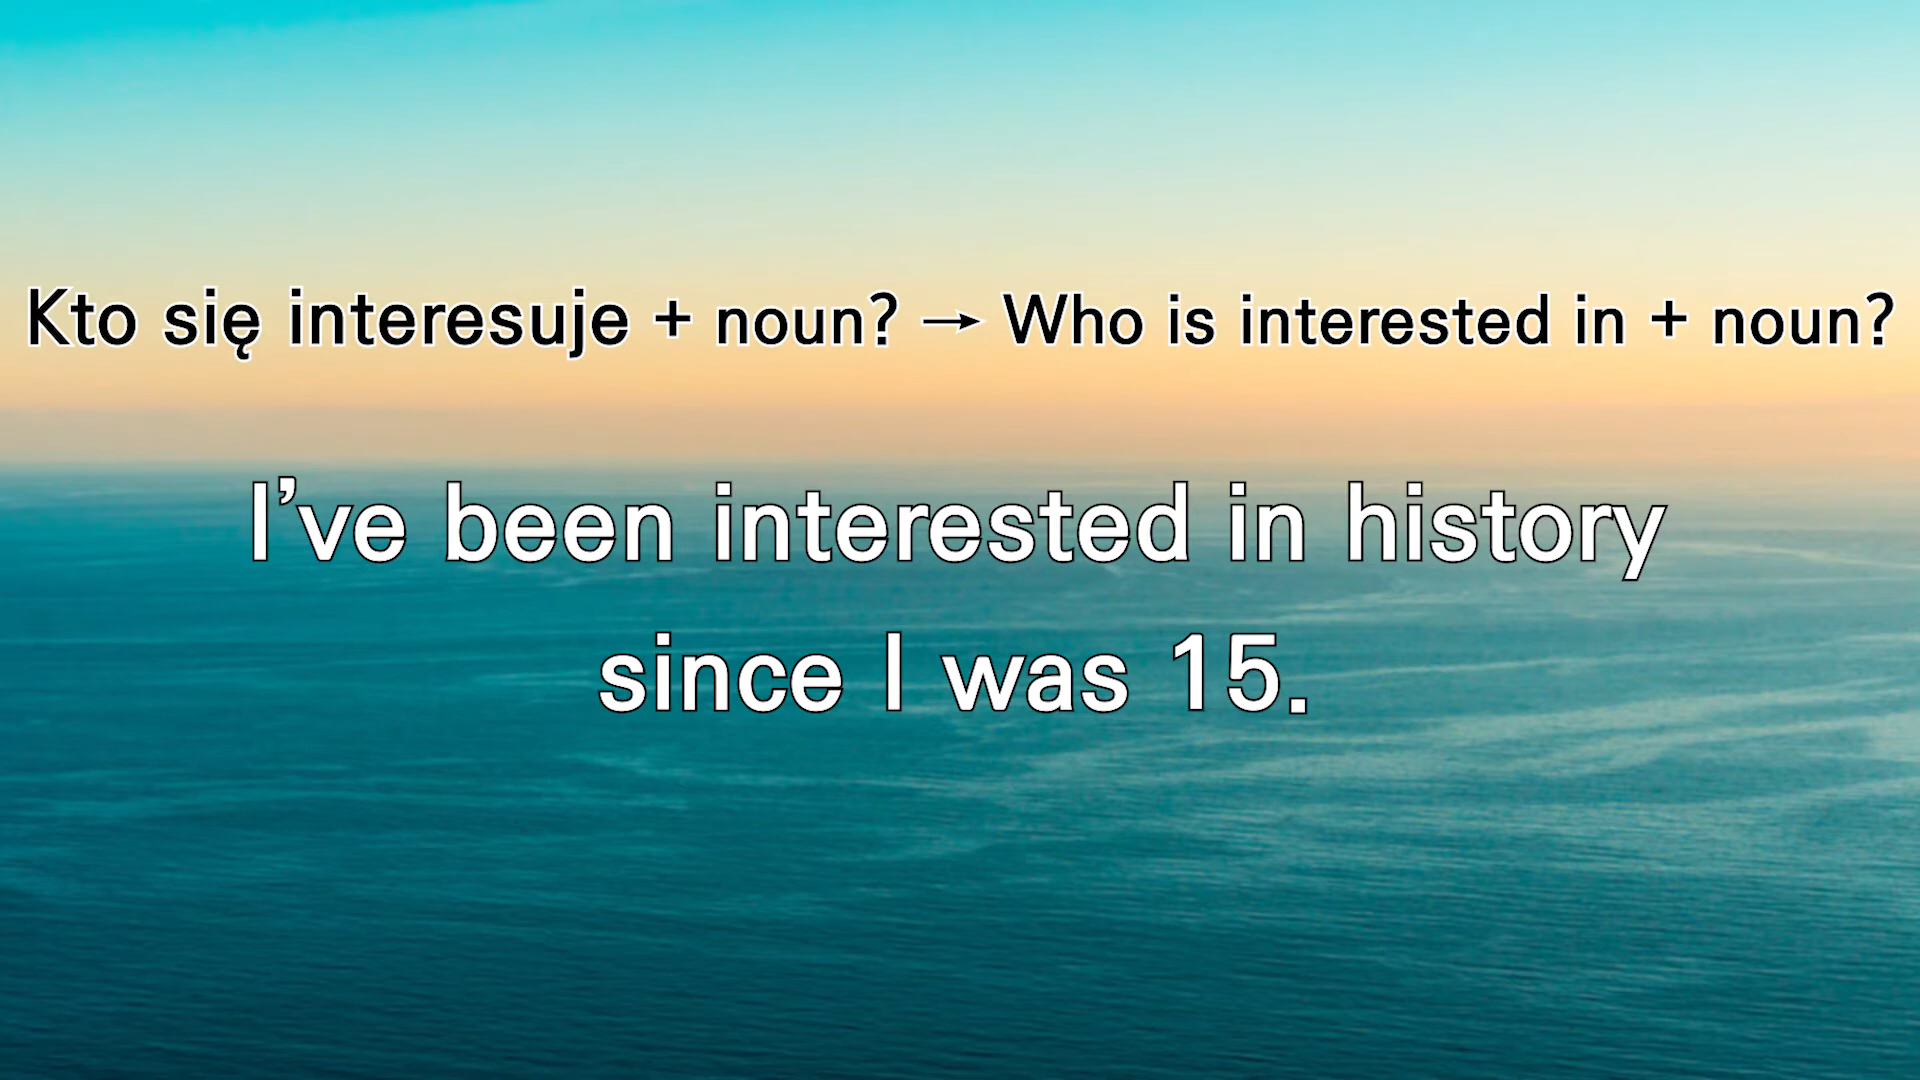 Kto się interesuje + noun? → Who is interested in + noun?
I’ve been interested in history
since I was 15.